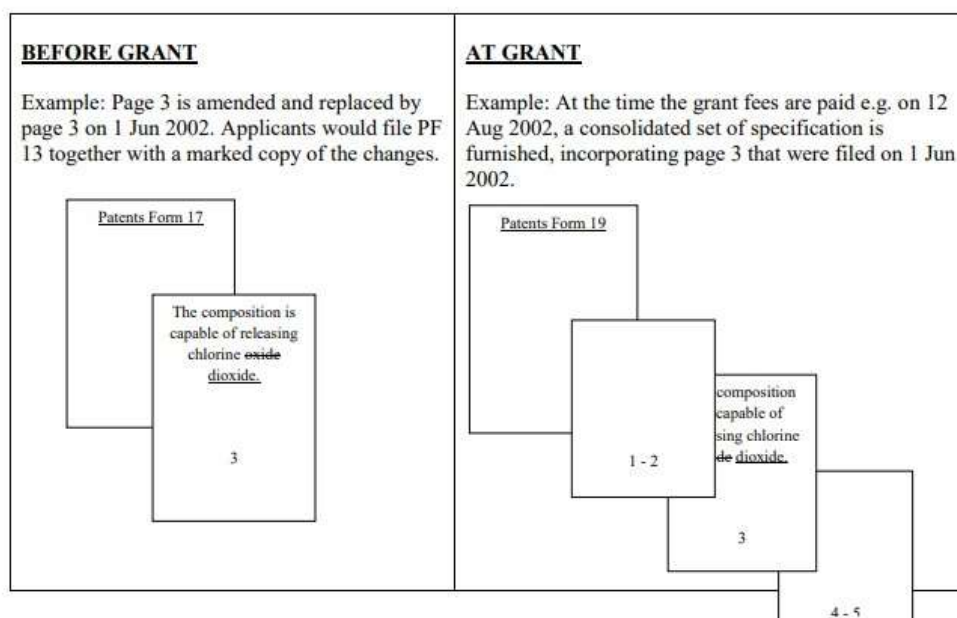 BEFORE GRANT
Example: Page 3 is amended and replaced by
page 3 on 1 Jun 2002. Applicants would file PF
13 together with a marked copy of the changes.
Patents Form 17
The composition is
capable of releasing
chlorine oxide
dioxide.
3
AT GRANT
Example: At the time the grant fees are paid e.g. on 12
Aug 2002, a consolidated set of specification is
furnished, incorporating page 3 that were filed on 1 Jun
2002.
Patents Form 19
1 - 2
composition
capable of
sing chlorine
de dioxide.
3
4 - 5